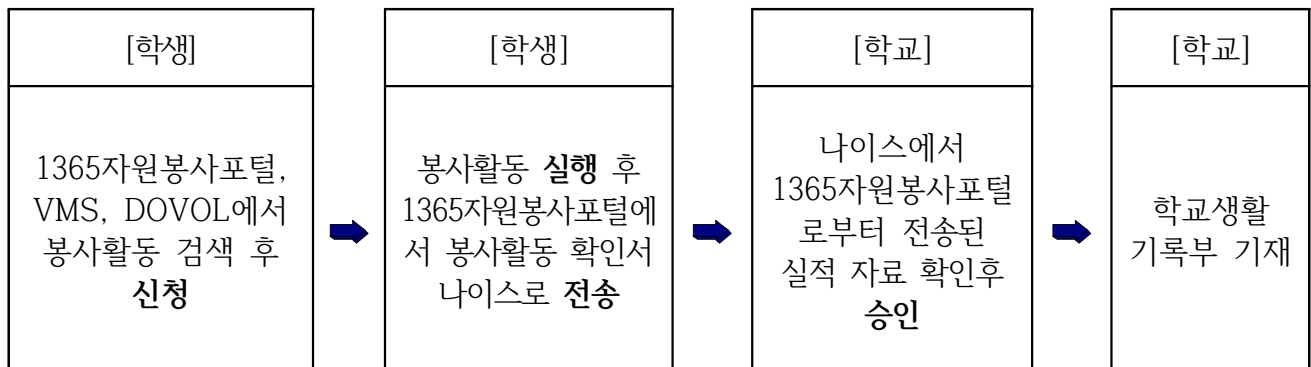 [학생]
1365자원봉사포털,
VMS, DOVOL에서
봉사활동 검색 후
신청
[학생]
봉사활동 실행 후
1365자원봉사포털에
서 봉사활동 확인서
나이스로 전송
[학교]
나이스에서
1365자원봉사포털
로부터 전송된
실적 자료 확인후
승인
[학교]
학교생활
기록부 기재